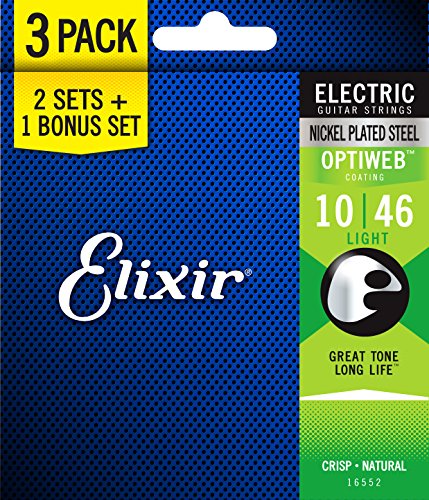 3 PACK
2 SETS +
1 BONUS SET
Elixir®
ELECTRIC
GUITAR STRINGS
NICKEL PLATED STEEL
OPTIWEB™
COATING
10 | 46
LIGHT
GREAT TONE
LONG LIFE™
CRISP • NATURAL
16552